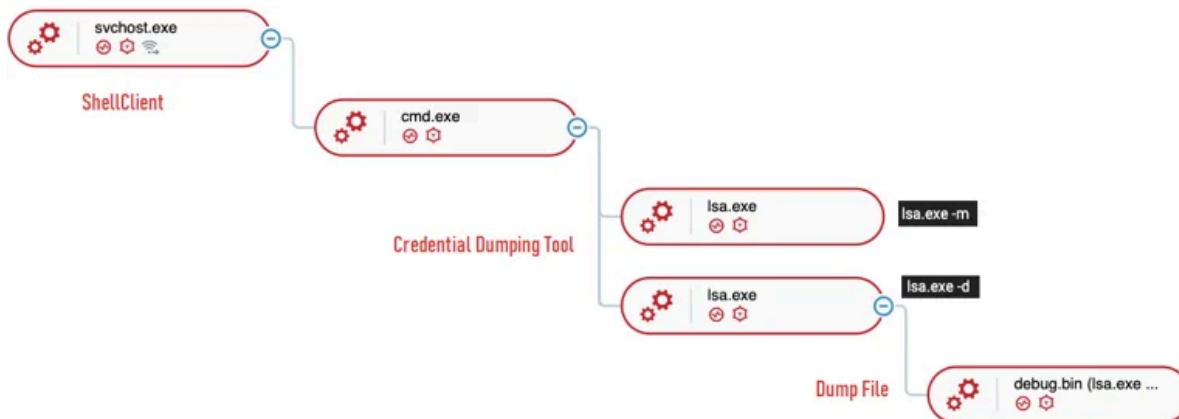 svchost.exe
ShellClient
cmd.exe
lsa.exe
lsa.exe -m
Credential Dumping Tool
lsa.exe
lsa.exe -d
Dump File
debug.bin (lsa.exe ...